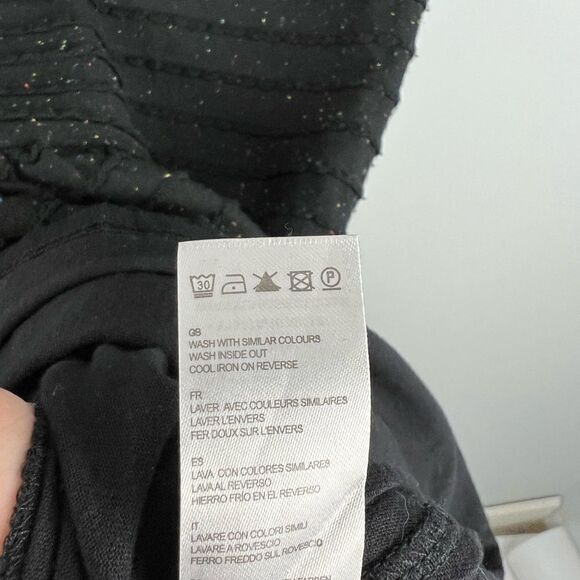 30 P
GB
WASH WITH SIMILAR COLOURS
WASH INSIDE OUT
COOL IRON ON REVERSE
FR
LAVER AVEC COULEURS SIMILAIRES
LAVER L'ENVERS
FER DOUX SUR L'ENVERS
ES
LAVA CON COLORES SIMILARES
LAVA AL REVERSO
HIERRO FRÍO EN EL REVERSO
IT
LAVARE CON COLORI SIMILI
LAVARE A ROVESCIO
FERRO FREDDO SUL ROVESCIO